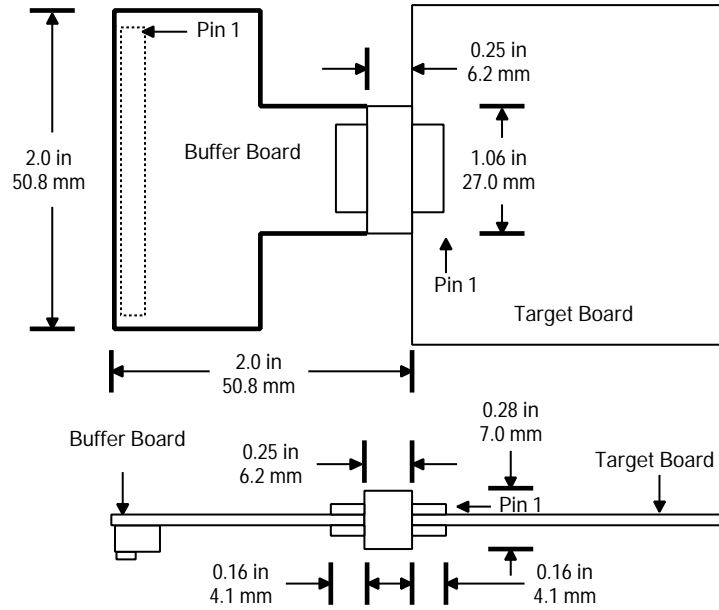 Pin 1
0.25 in
6.2 mm
2.0 in
50.8 mm
Buffer Board
1.06 in
27.0 mm
Pin 1
Target Board
2.0 in
50.8 mm
Buffer Board
0.25 in
6.2 mm
0.28 in
7.0 mm
Target Board
Pin 1
0.16 in
4.1 mm
0.16 in
4.1 mm